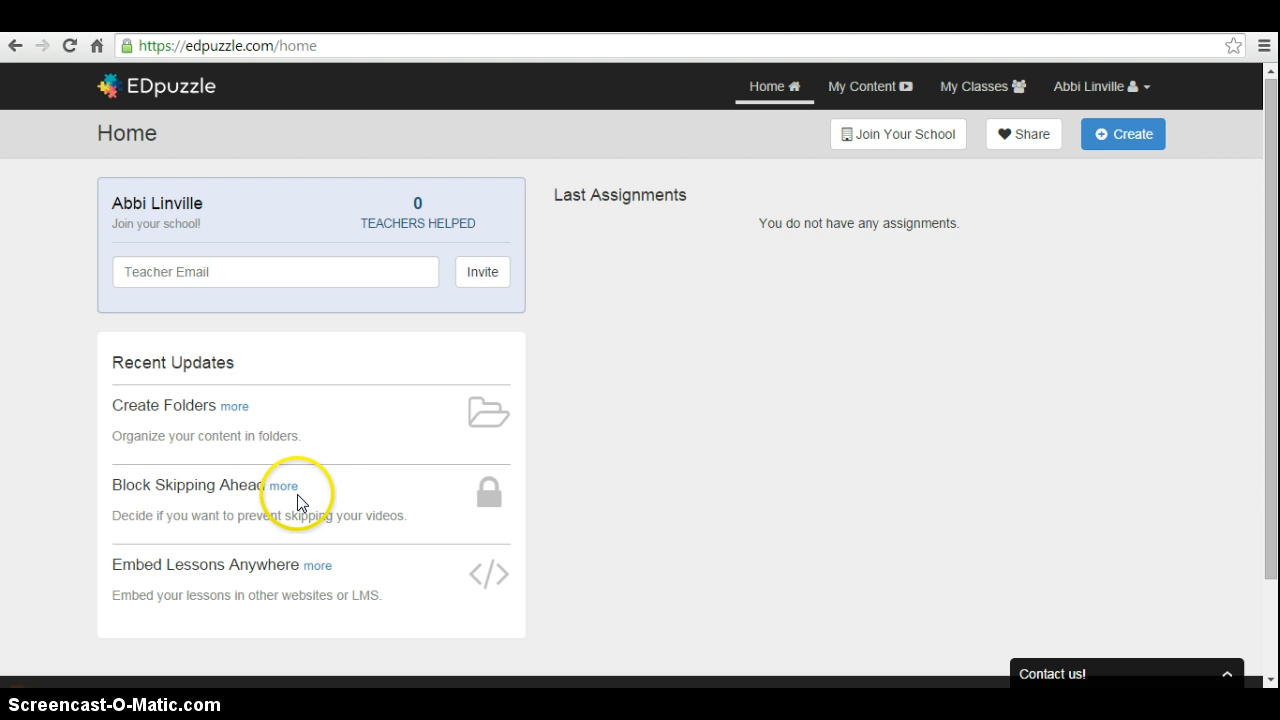 https://edpuzzle.com/home
EDpuzzle
Home My Content My Classes Abbi Linville
Home
Join Your School Share Create
Abbi Linville
Join your school!
0
TEACHERS HELPED
Teacher Email Invite
Last Assignments
You do not have any assignments.
Recent Updates
Create Folders more
Organize your content in folders.
Block Skipping Ahead more
Decide if you want to prevent skipping your videos.
Embed Lessons Anywhere more
Embed your lessons in other websites or LMS.
Contact us!
Screencast-O-Matic.com